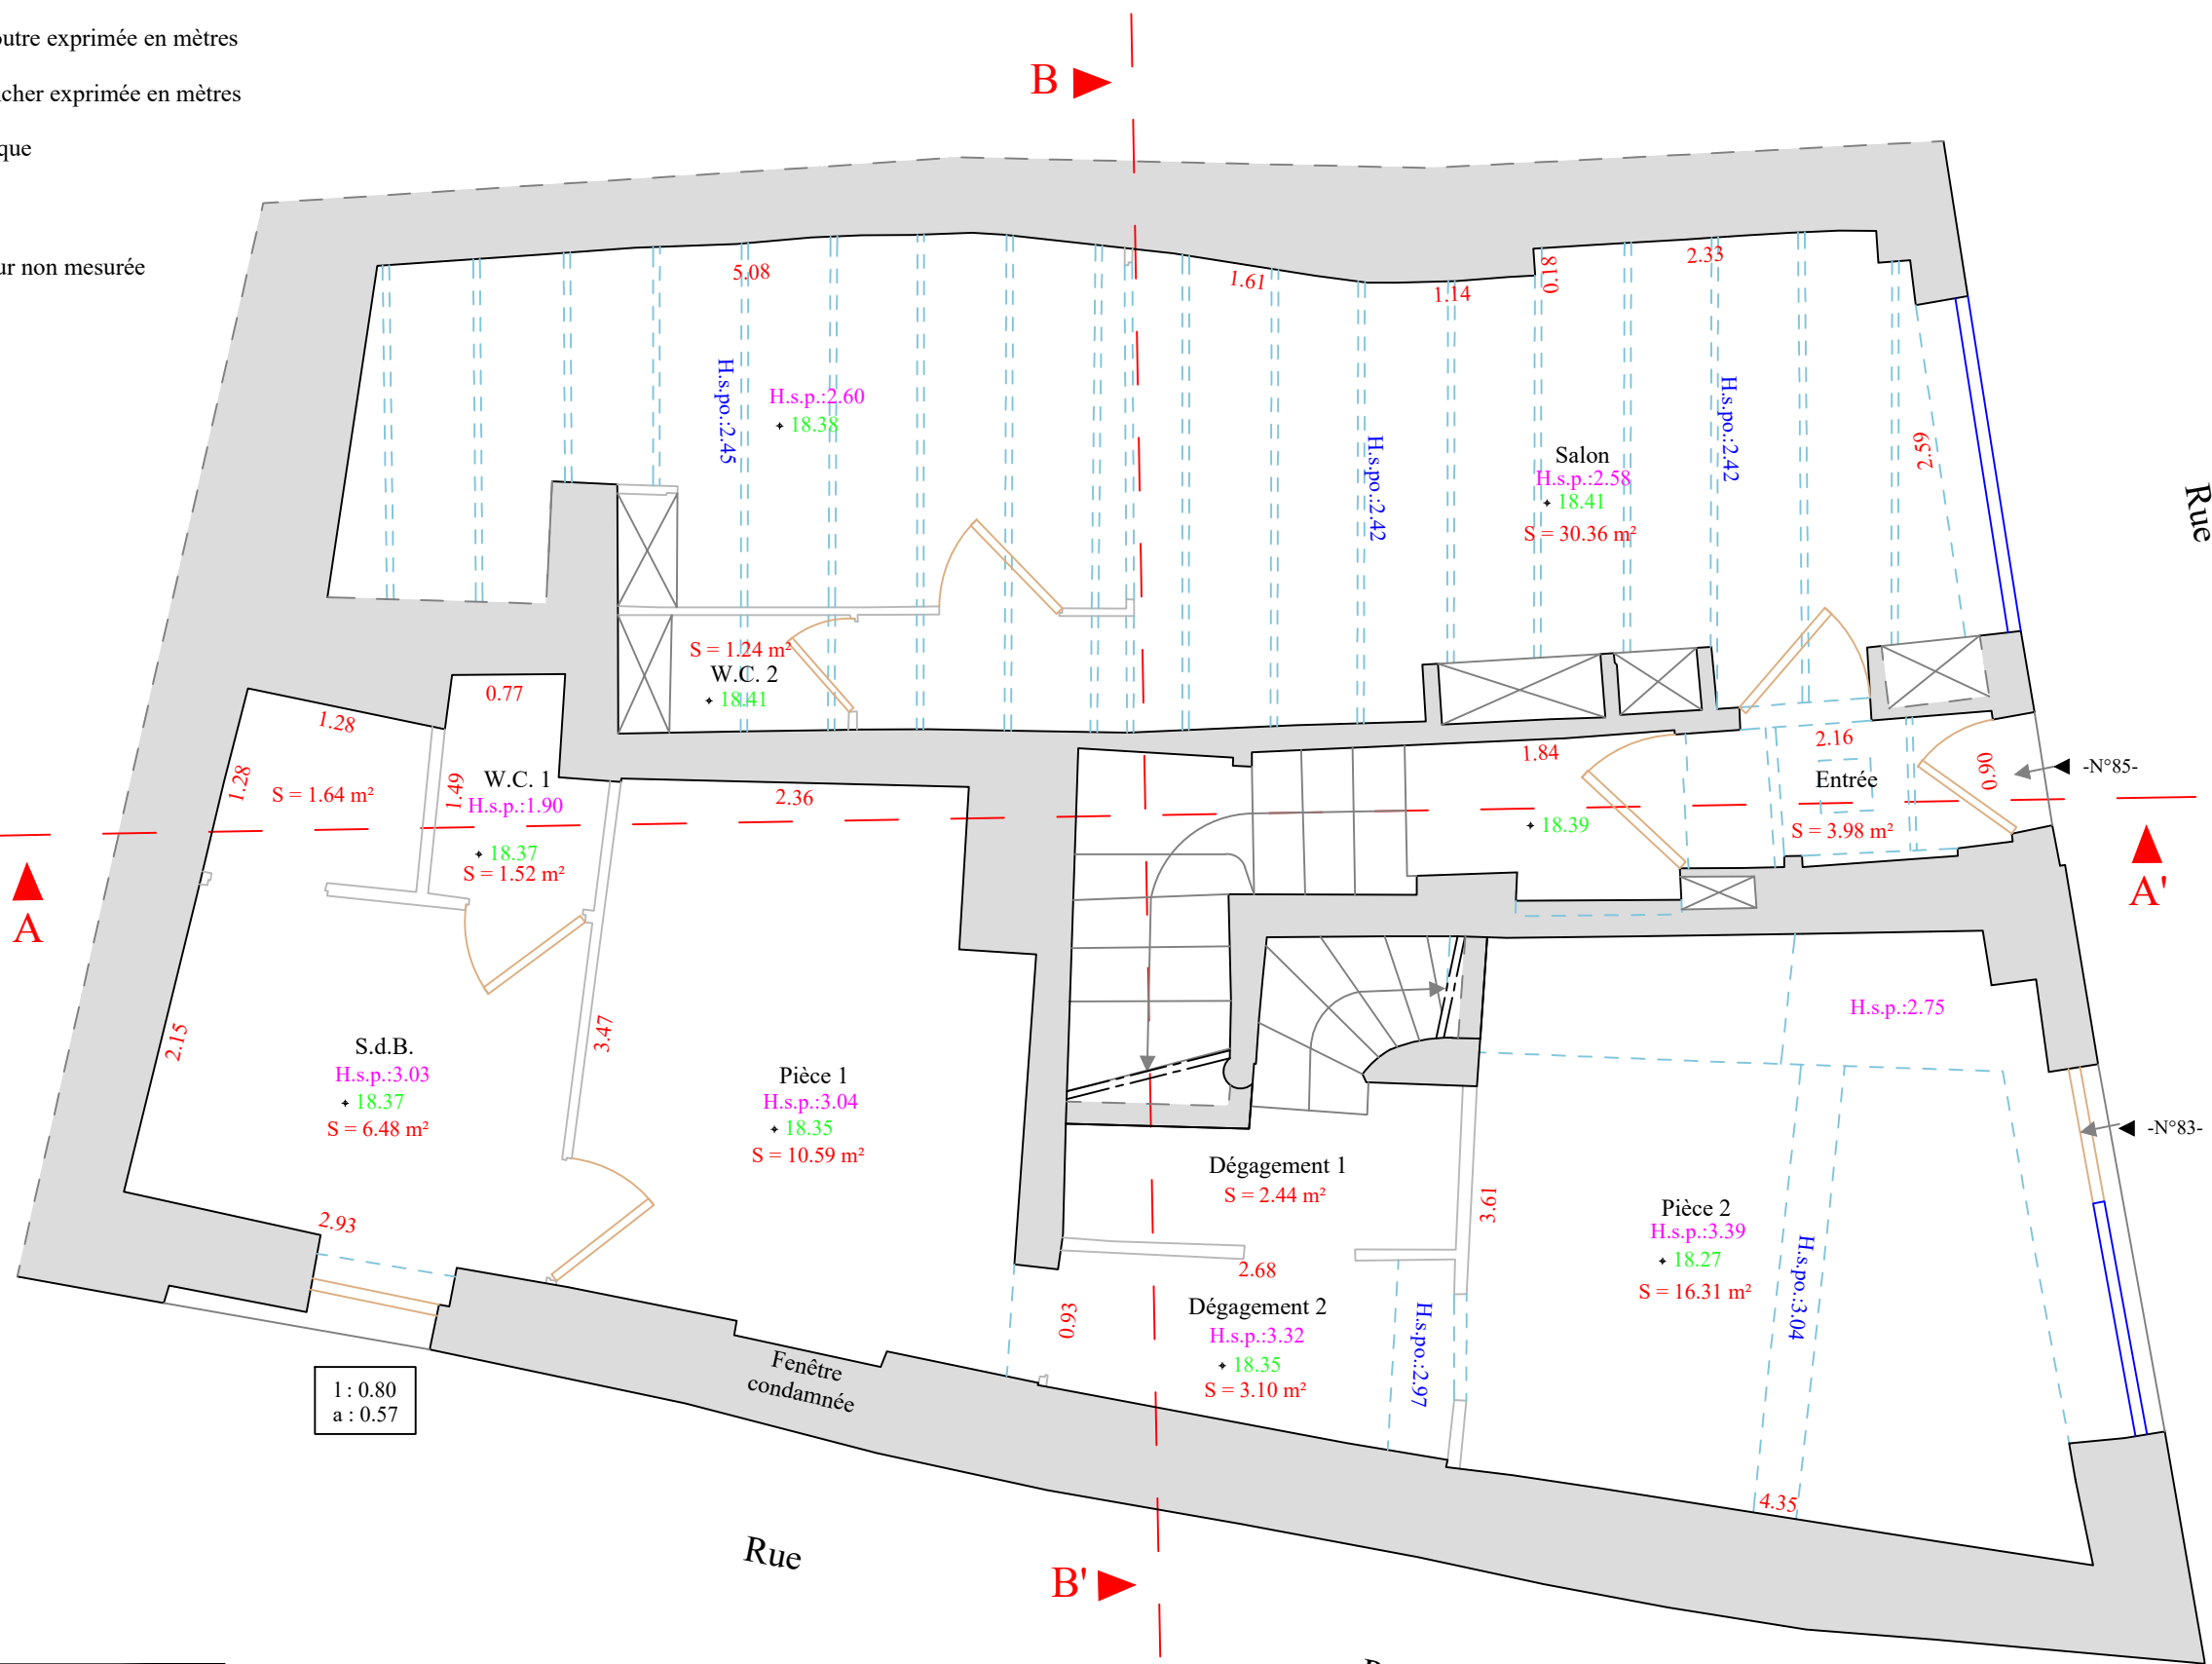 outre exprimée en mètres
cher exprimée en mètres
que
ur non mesurée
B
5.08
1.61
1.14
0.18
2.33
H.s.po.:2.45
H.s.p.:2.60
18.38
H.s.po.:2.42
Salon
H.s.p.:2.58
18.41
S = 30.36 m²
H.s.po.:2.42
2.59
Rue
S = 1.24 m²
W.C. 2
18.41
1.28
1.28
S = 1.64 m²
0.77
1.49
W.C. 1
H.s.p.:1.90
18.37
S = 1.52 m²
2.36
1.84
18.39
2.16
Entrée
S = 3.98 m²
0.90
-N°85-
A
A'
2.15
S.d.B.
H.s.p.:3.03
18.37
S = 6.48 m²
2.93
3.47
Pièce 1
H.s.p.:3.04
18.35
S = 10.59 m²
H.s.p.:2.75
-N°83-
Dégagement 1
S = 2.44 m²
3.61
2.68
0.93
Dégagement 2
H.s.p.:3.32
18.35
S = 3.10 m²
H.s.po.:2.97
Pièce 2
H.s.p.:3.39
18.27
S = 16.31 m²
H.s.po.:3.04
4.35
Fenêtre
condamnée
l : 0.80
a : 0.57
Rue
B'